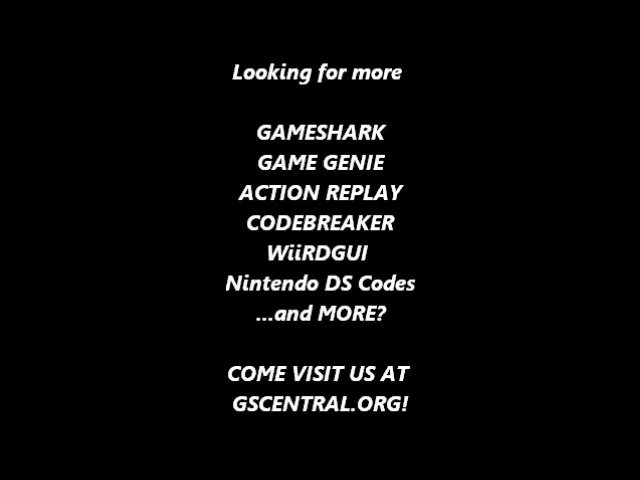 Looking for more
GAMESHARK
GAME GENIE
ACTION REPLAY
CODEBREAKER
WiiRDGUI
Nintendo DS Codes
...and MORE?
COME VISIT US AT
GSCENTRAL.ORG!